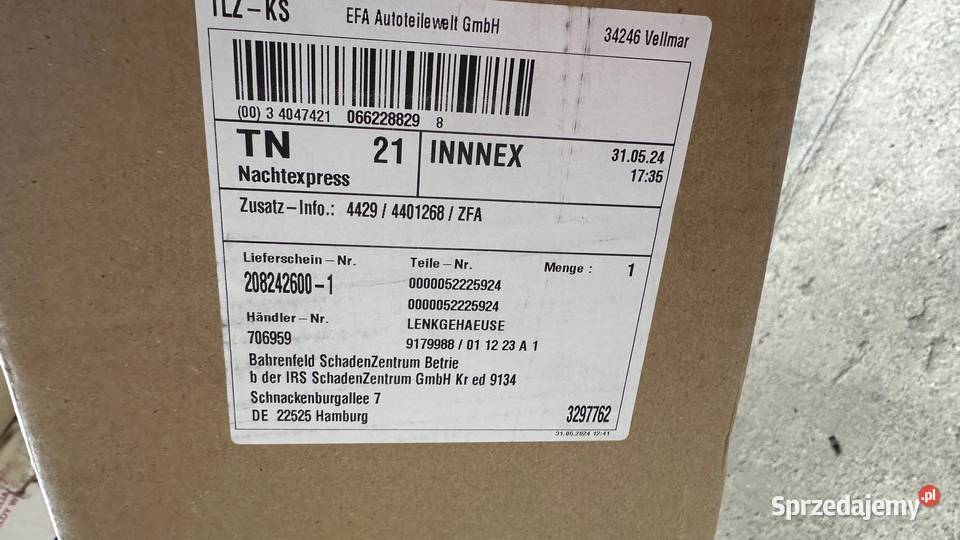 TLZ-KS EFA Autoteilewelt GmbH 34246 Vellmar
(00) 3 4047421 066228829 8
TN 21 INNNEX 31.05.24
Nachtexpress 17:35
Zusatz-Info.: 4429 / 4401268 / ZFA
Lieferschein-Nr. Teile-Nr. Menge : 1
208242600-1 0000052225924
0000052225924
Händler-Nr. LENKGEHAEUSE
706959 9179988 / 01 12 23 A 1
Bahrenfeld SchadenZentrum Betrie
b der IRS SchadenZentrum GmbH Kr ed 9134
Schnackenburgallee 7
DE 22525 Hamburg 3297762
31.05.2024 12:41
Sprzedajemy.pl